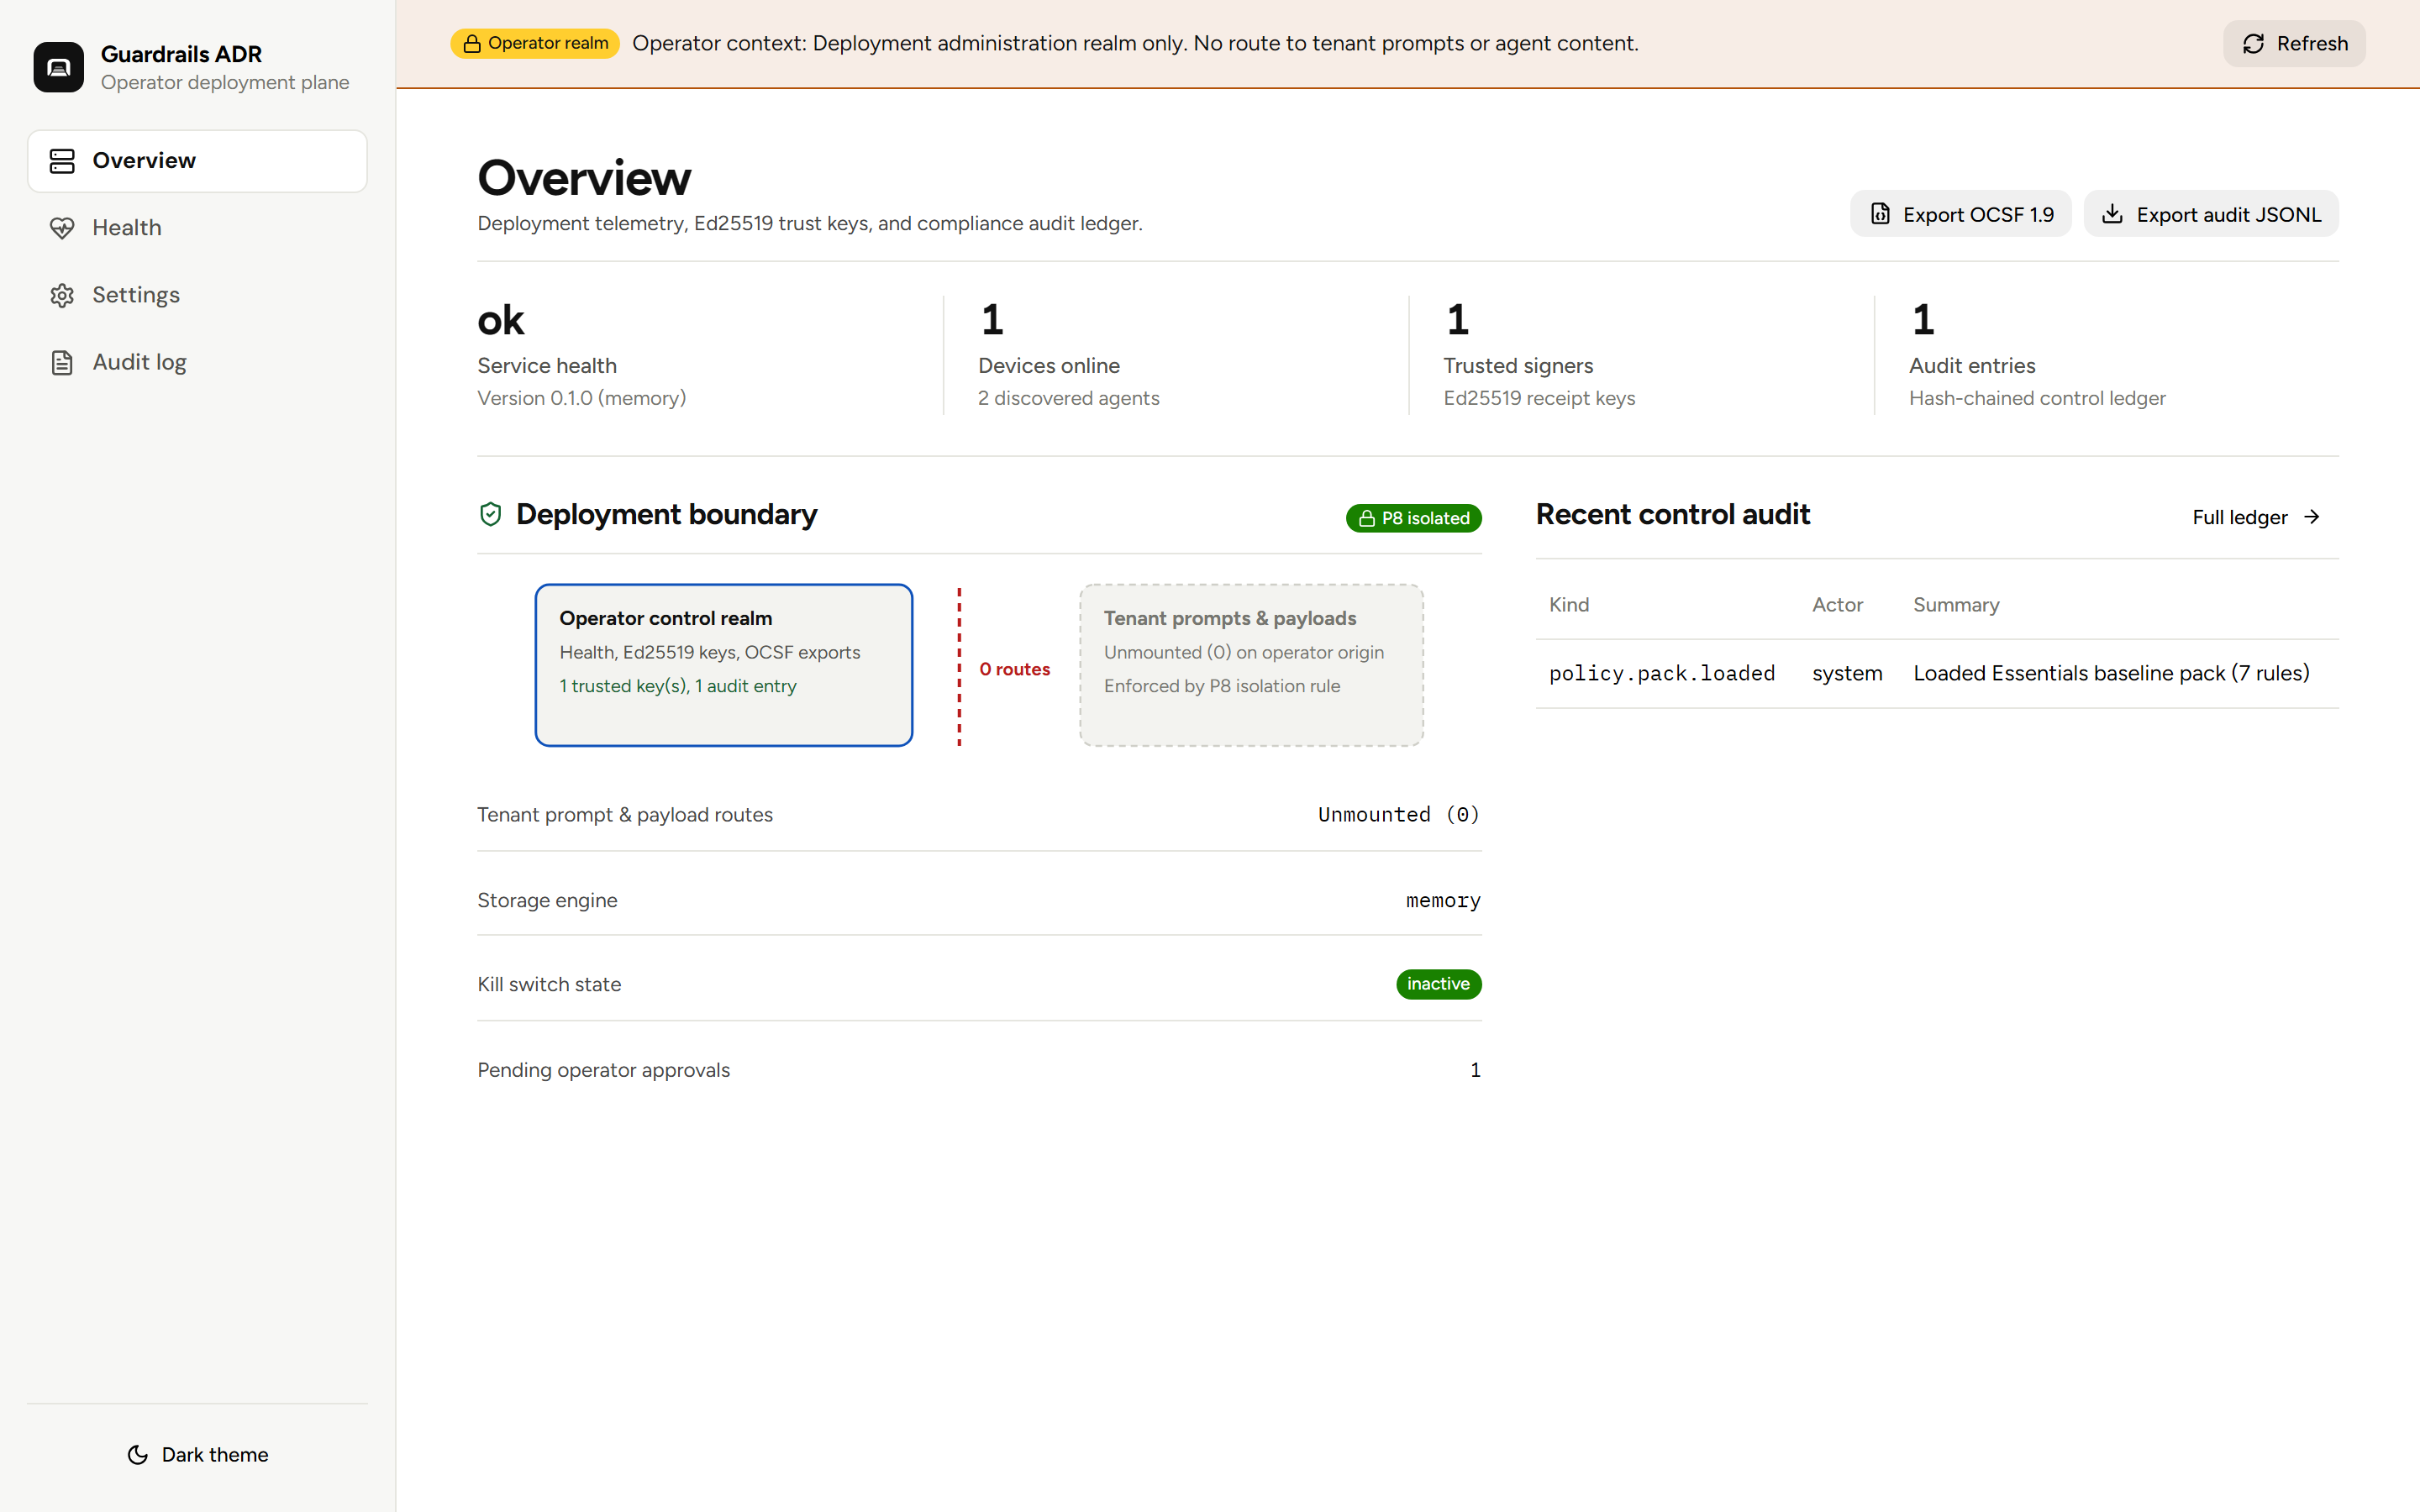 Guardrails ADR
Operator deployment plane
Overview
Health
Settings
Audit log
Dark theme
Operator realm
Operator context: Deployment administration realm only. No route to tenant prompts or agent content.
Refresh
Overview
Deployment telemetry, Ed25519 trust keys, and compliance audit ledger.
Export OCSF 1.9
Export audit JSONL
ok
Service health
Version 0.1.0 (memory)
1
Devices online
2 discovered agents
1
Trusted signers
Ed25519 receipt keys
1
Audit entries
Hash-chained control ledger
Deployment boundary
P8 isolated
Operator control realm
Health, Ed25519 keys, OCSF exports
1 trusted key(s), 1 audit entry
0 routes
Tenant prompts & payloads
Unmounted (0) on operator origin
Enforced by P8 isolation rule
Tenant prompt & payload routes
Unmounted (0)
Storage engine
memory
Kill switch state
inactive
Pending operator approvals
1
Recent control audit
Full ledger
Kind Actor Summary
policy.pack.loaded system Loaded Essentials baseline pack (7 rules)